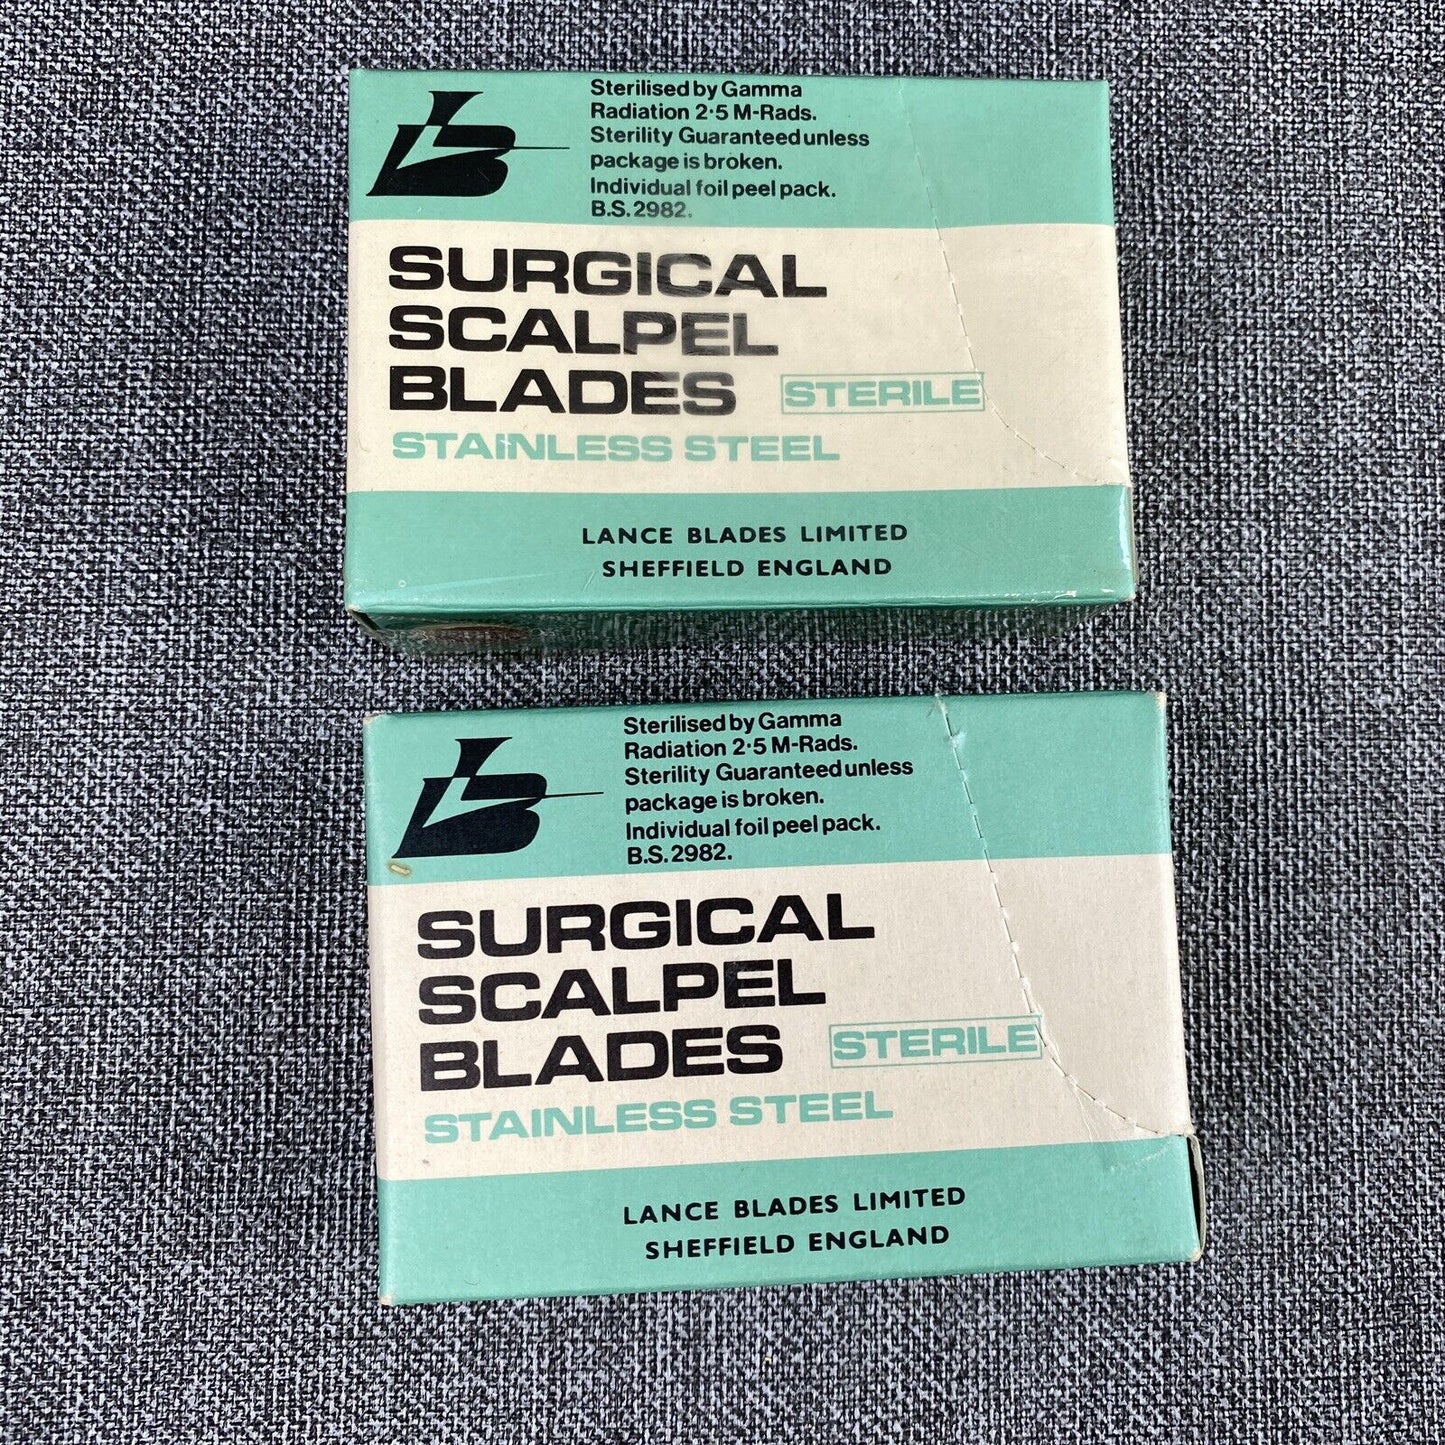 LB
Sterilised by Gamma
Radiation 2·5 M-Rads.
Sterility Guaranteed unless
package is broken.
Individual foil peel pack.
B.S. 2982.
SURGICAL
SCALPEL
BLADES STERILE
STAINLESS STEEL
LANCE BLADES LIMITED
SHEFFIELD ENGLAND
LB
Sterilised by Gamma
Radiation 2·5 M-Rads.
Sterility Guaranteed unless
package is broken.
Individual foil peel pack.
B.S. 2982.
SURGICAL
SCALPEL
BLADES STERILE
STAINLESS STEEL
LANCE BLADES LIMITED
SHEFFIELD ENGLAND